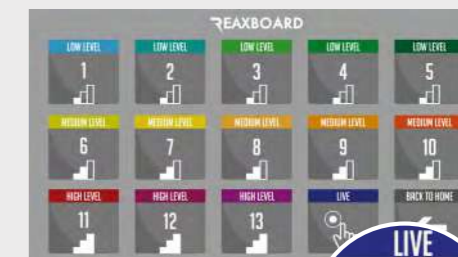 REAXBOARD
LOW LEVEL LOW LEVEL LOW LEVEL LOW LEVEL LOW LEVEL
1 2 3 4 5
MEDIUM LEVEL MEDIUM LEVEL MEDIUM LEVEL MEDIUM LEVEL MEDIUM LEVEL
6 7 8 9 10
HIGH LEVEL HIGH LEVEL HIGH LEVEL LIVE BACK TO HOME
11 12 13
LIVE